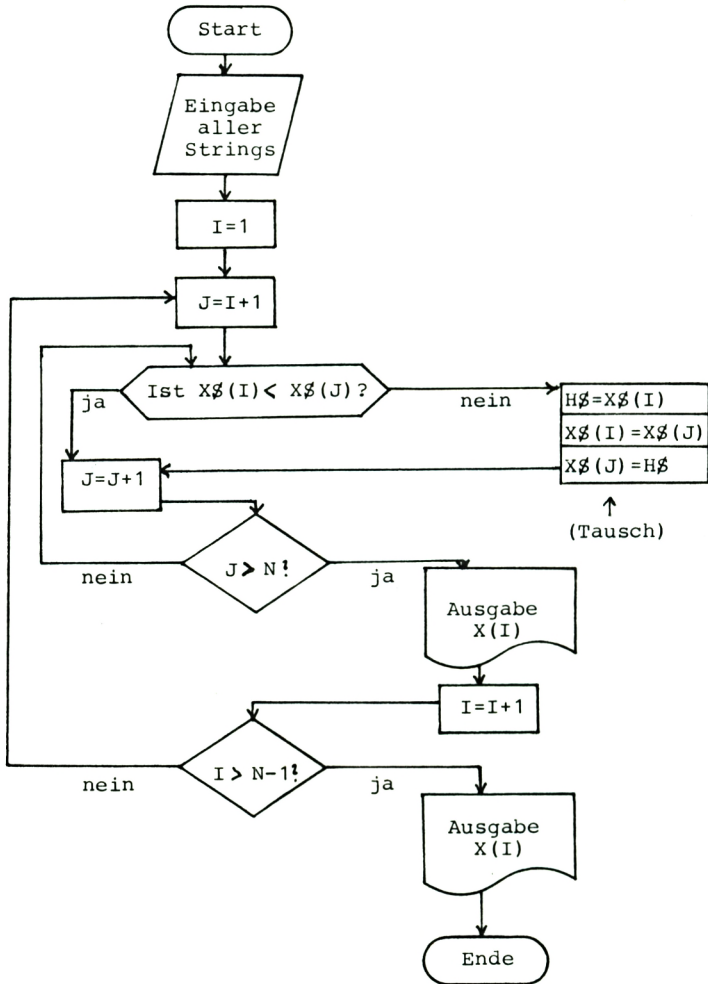 Start
Eingabe
aller
Strings
I=1
J=I+1
Ist X$(I)< X$(J)?
ja
nein
H$=X$(I)
X$(I)=X$(J)
X$(J)=H$
↑
(Tausch)
J=J+1
J> N?
nein
ja
Ausgabe
X(I)
I=I+1
I> N-1?
nein
ja
Ausgabe
X(I)
Ende